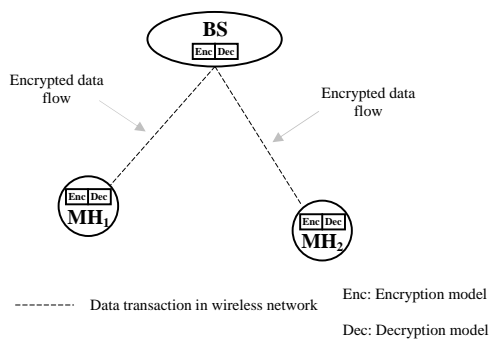 BS
Enc Dec
Encrypted data
flow
Encrypted data
flow
Enc Dec
MH₁
Enc Dec
MH₂
Data transaction in wireless network
Enc: Encryption model
Dec: Decryption model